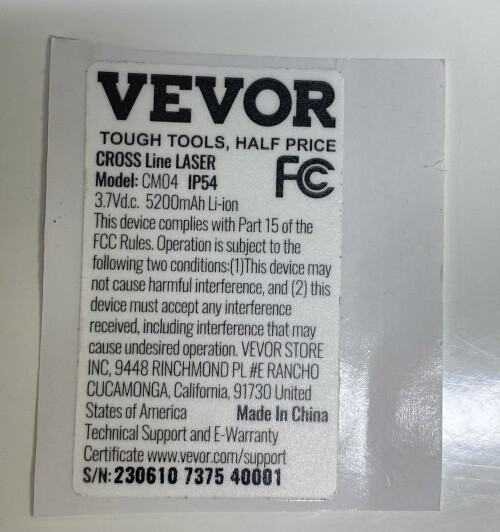 VEVOR
TOUGH TOOLS, HALF PRICE
CROSS Line LASER
FC
Model: CM04 IP54
3.7Vd.c. 5200mAh Li-ion
This device complies with Part 15 of the
FCC Rules. Operation is subject to the
following two conditions:(1)This device may
not cause harmful interference, and (2) this
device must accept any interference
received, including interference that may
cause undesired operation. VEVOR STORE
INC, 9448 RINCHMOND PL #E RANCHO
CUCAMONGA, California, 91730 United
States of America Made In China
Technical Support and E-Warranty
Certificate www.vevor.com/support
S/N: 230610 7375 40001